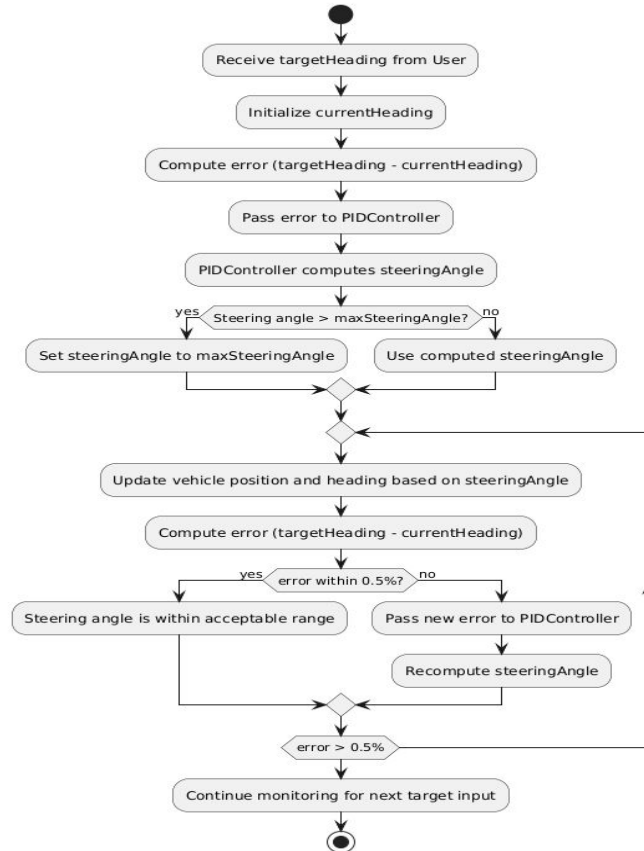 Receive targetHeading from User
Initialize currentHeading
Compute error (targetHeading - currentHeading)
Pass error to PIDController
PIDController computes steeringAngle
yes
Steering angle > maxSteeringAngle?
no
Set steeringAngle to maxSteeringAngle
Use computed steeringAngle
Update vehicle position and heading based on steeringAngle
Compute error (targetHeading - currentHeading)
yes
error within 0.5%?
no
Steering angle is within acceptable range
Pass new error to PIDController
Recompute steeringAngle
error > 0.5%
Continue monitoring for next target input